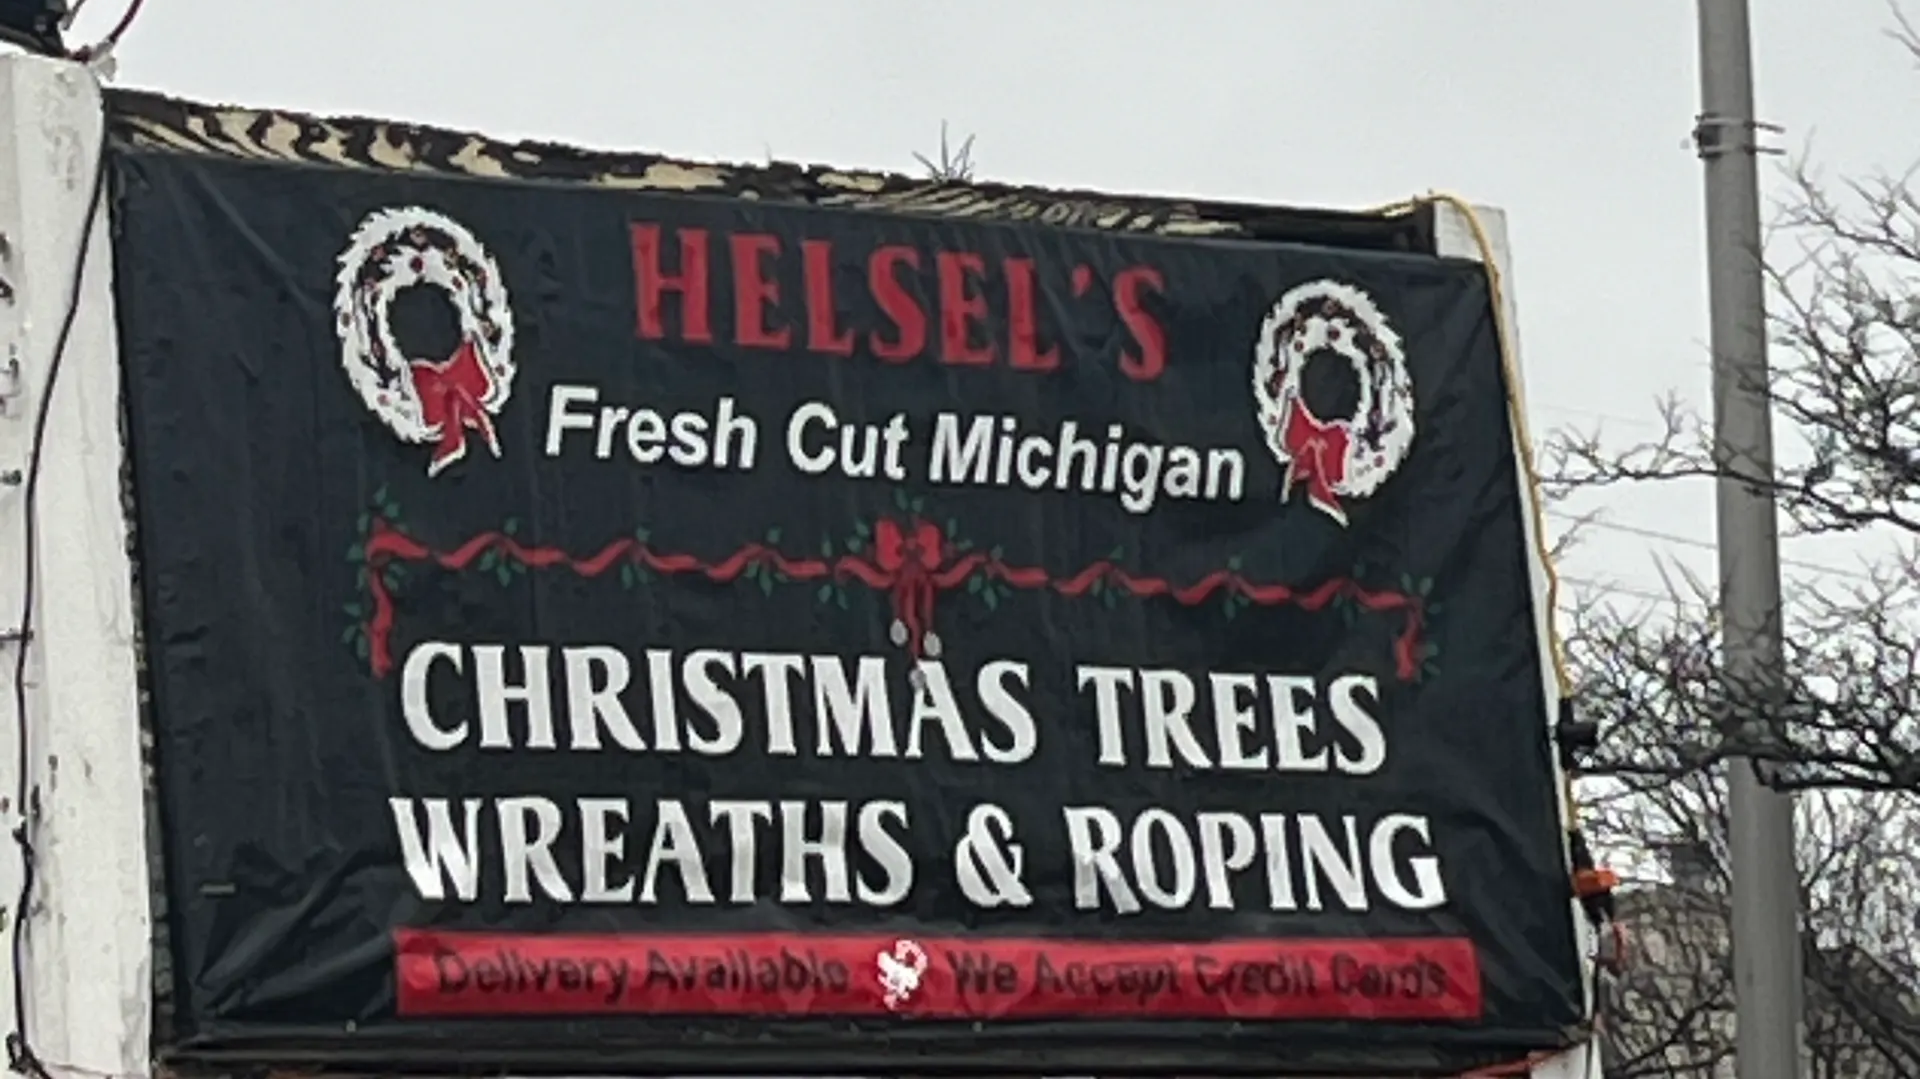 HELSEL'S
Fresh Cut Michigan
CHRISTMAS TREES
WREATHS & ROPING
Delivery Available We Accept Credit Cards